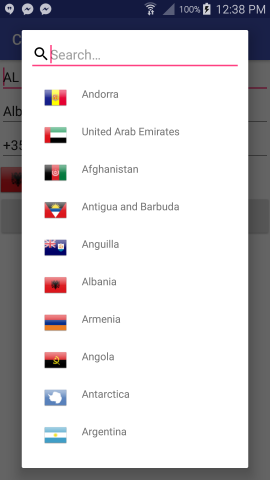 100% 12:38 PM
C
Search...
AL
Alb
+35
Andorra
United Arab Emirates
Afghanistan
Antigua and Barbuda
Anguilla
Albania
Armenia
Angola
Antarctica
Argentina